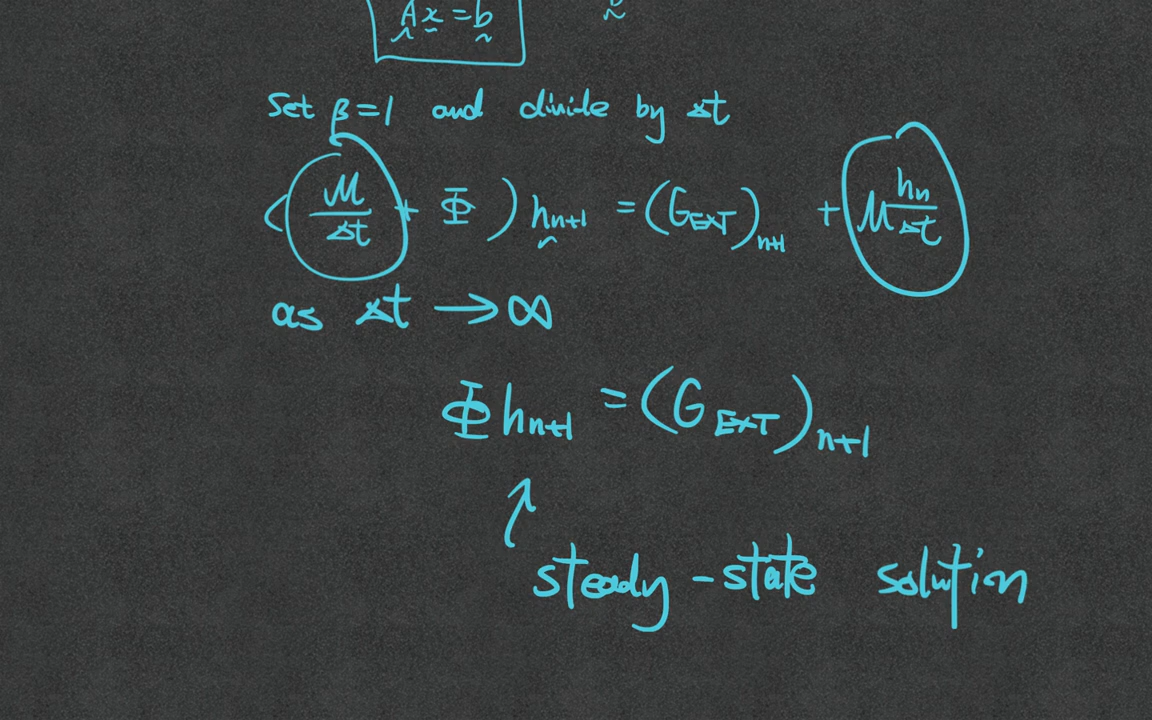 Ax = b
Set β = 1 and divide by Δt
(M/Δt + Φ) hn+1 = (GEXT)n+1 + M hn/Δt
as Δt → ∞
Φ hn+1 = (GEXT)n+1
steady-state solution